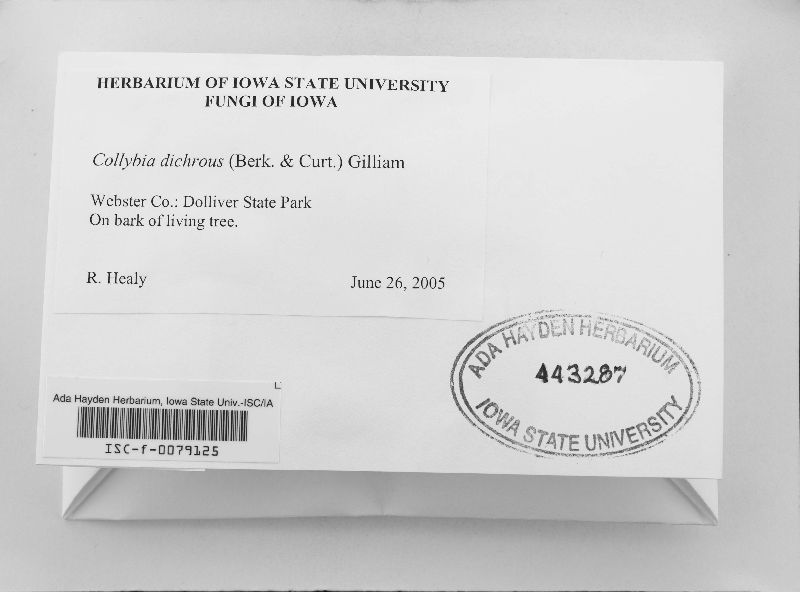 HERBARIUM OF IOWA STATE UNIVERSITY
FUNGI OF IOWA
Collybia dichrous (Berk. & Curt.) Gilliam
Webster Co.: Dolliver State Park
On bark of living tree.
R. Healy June 26, 2005
ADA HAYDEN HERBARIUM
443287
IOWA STATE UNIVERSITY
Ada Hayden Herbarium, Iowa State Univ.-ISC/IA
ISC-f-0079125